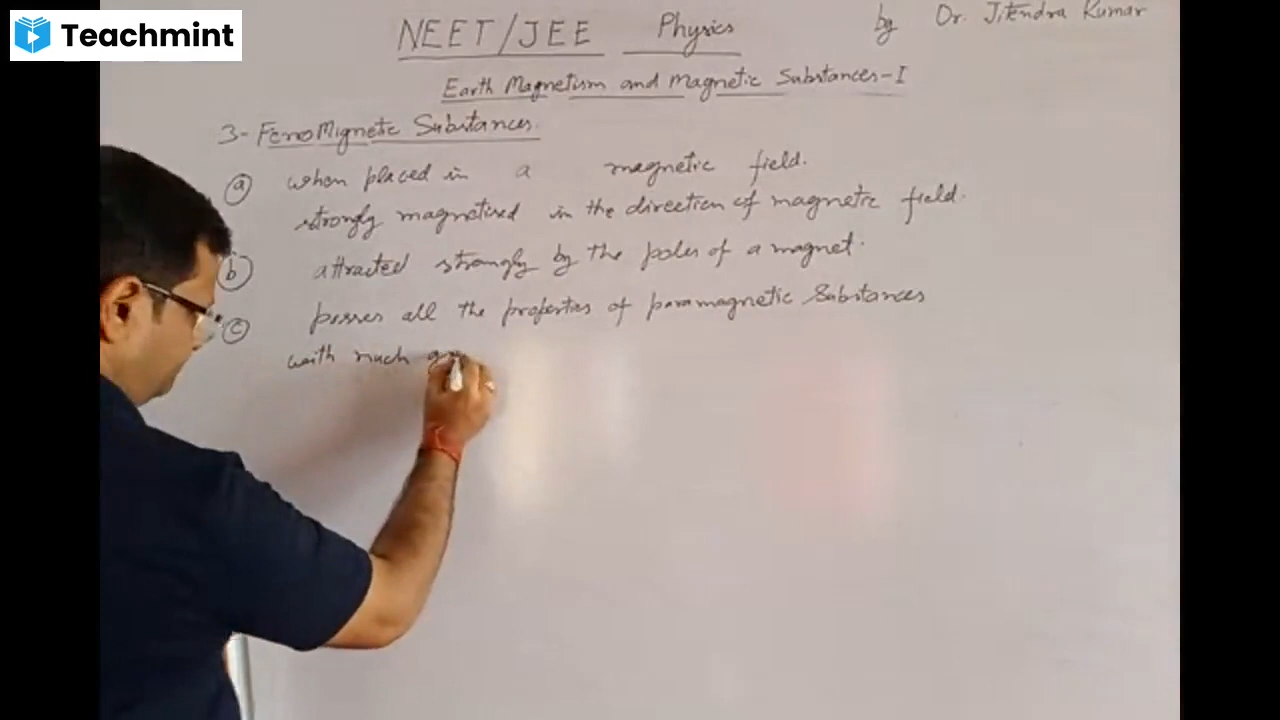 Teachmint
NEET/JEE Physics by Dr. Jitendra Kumar
Earth Magnetism and Magnetic Substances-I
3- FerroMignetic Substances.
(a) when placed in a magnetic field.
strongly magnetised in the direction of magnetic field.
(b) attracted strongly by the poles of a magnet.
(c) posses all the properties of paramagnetic substances
with much